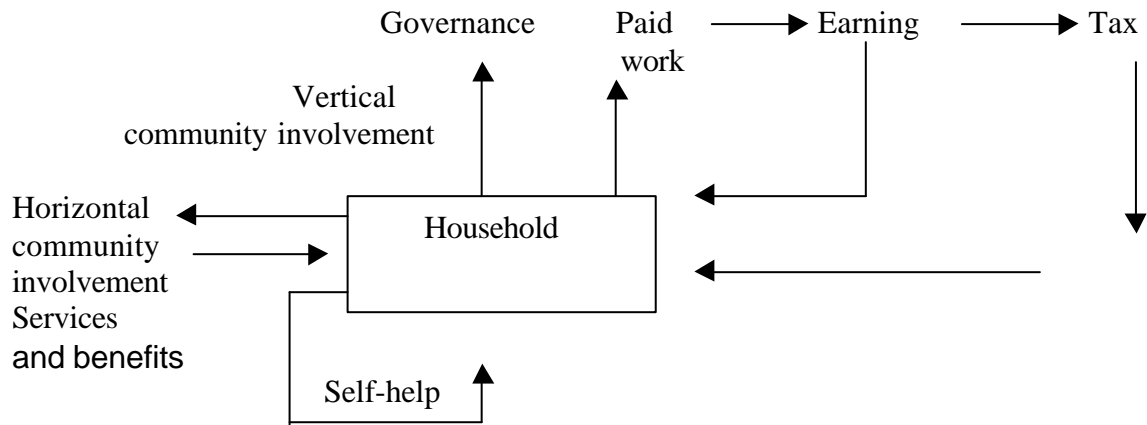 Governance Paid Earning Tax
work
Vertical
community involvement
Horizontal
community
involvement
Services
and benefits
Household
Self-help